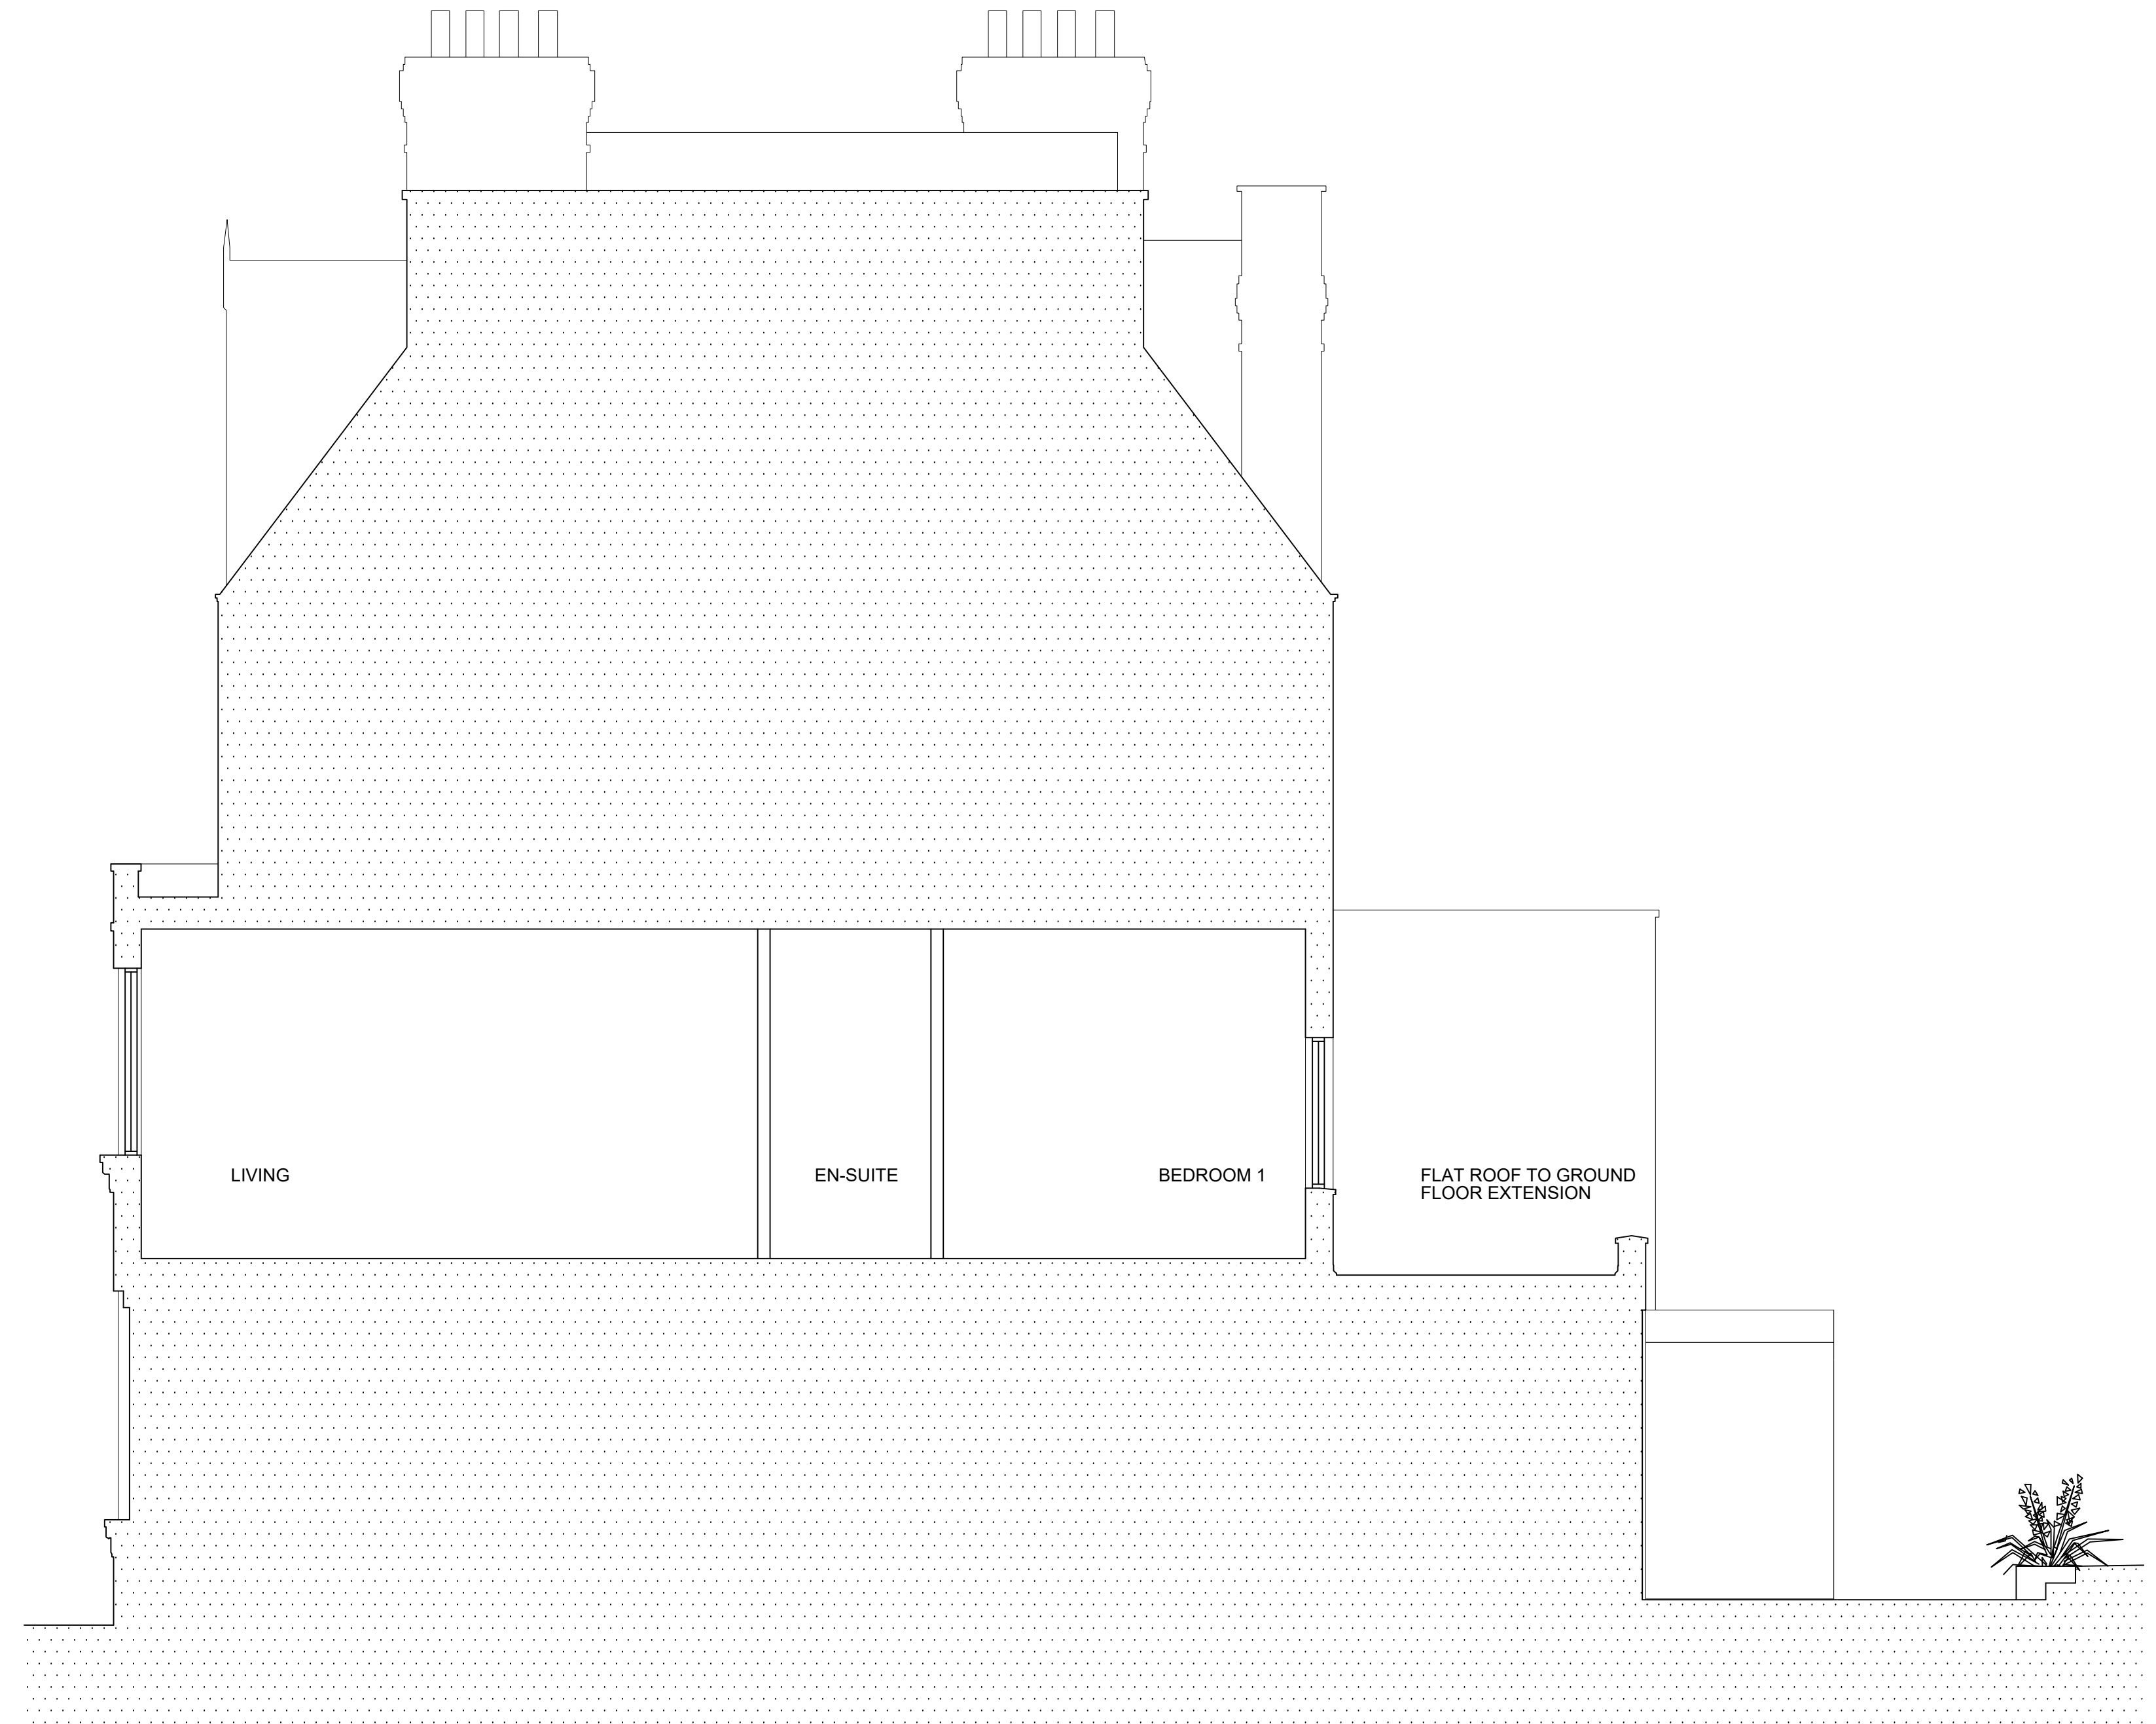 LIVING
EN-SUITE
BEDROOM 1
FLAT ROOF TO GROUND
FLOOR EXTENSION